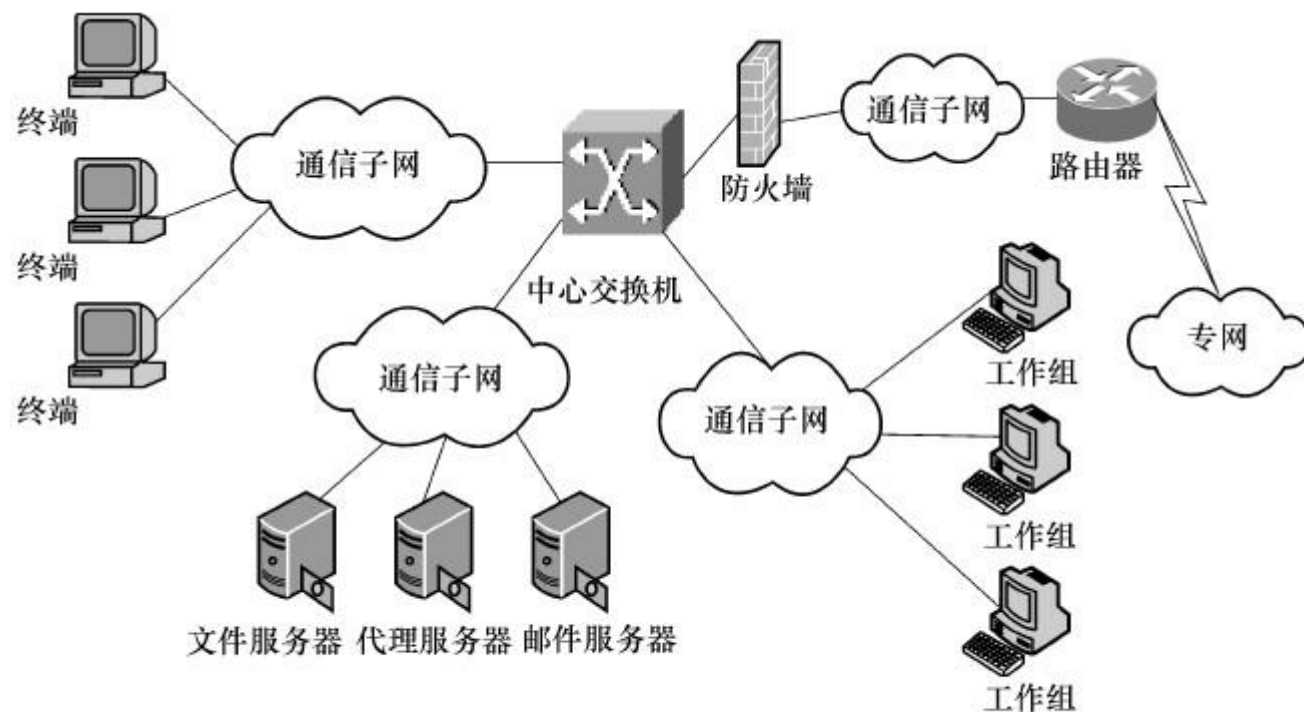 终端
终端
终端
通信子网
中心交换机
防火墙
通信子网
路由器
专网
通信子网
文件服务器
代理服务器
邮件服务器
通信子网
工作组
工作组
工作组